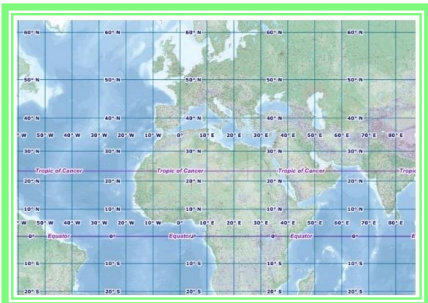 60° N 60° N 60° N 60° N
50° N 50° N 50° N 50° N
40° N 40° N 40° N 40° N
° W 50° W 40° W 30° W 20° W 10° W 0° 10° E 20° E 30° E 40° E 50° E 60° E 70° E 80° E
30° N 30° N 30° N 30° N
Tropic of Cancer Tropic of Cancer Tropic of Cancer Tropic
20° N 20° N 20° N 20° N
10° N 10° N 10° N 10° N
° W 50° W 40° W 30° W 20° W 10° W 0° 10° E 20° E 30° E 40° E 50° E 60° E 70° E 80° E
0° Equator 0° Equator 0° Equator 0° E
10° S 10° S 10° S 10° S
20° S 20° S 20° S 20° S